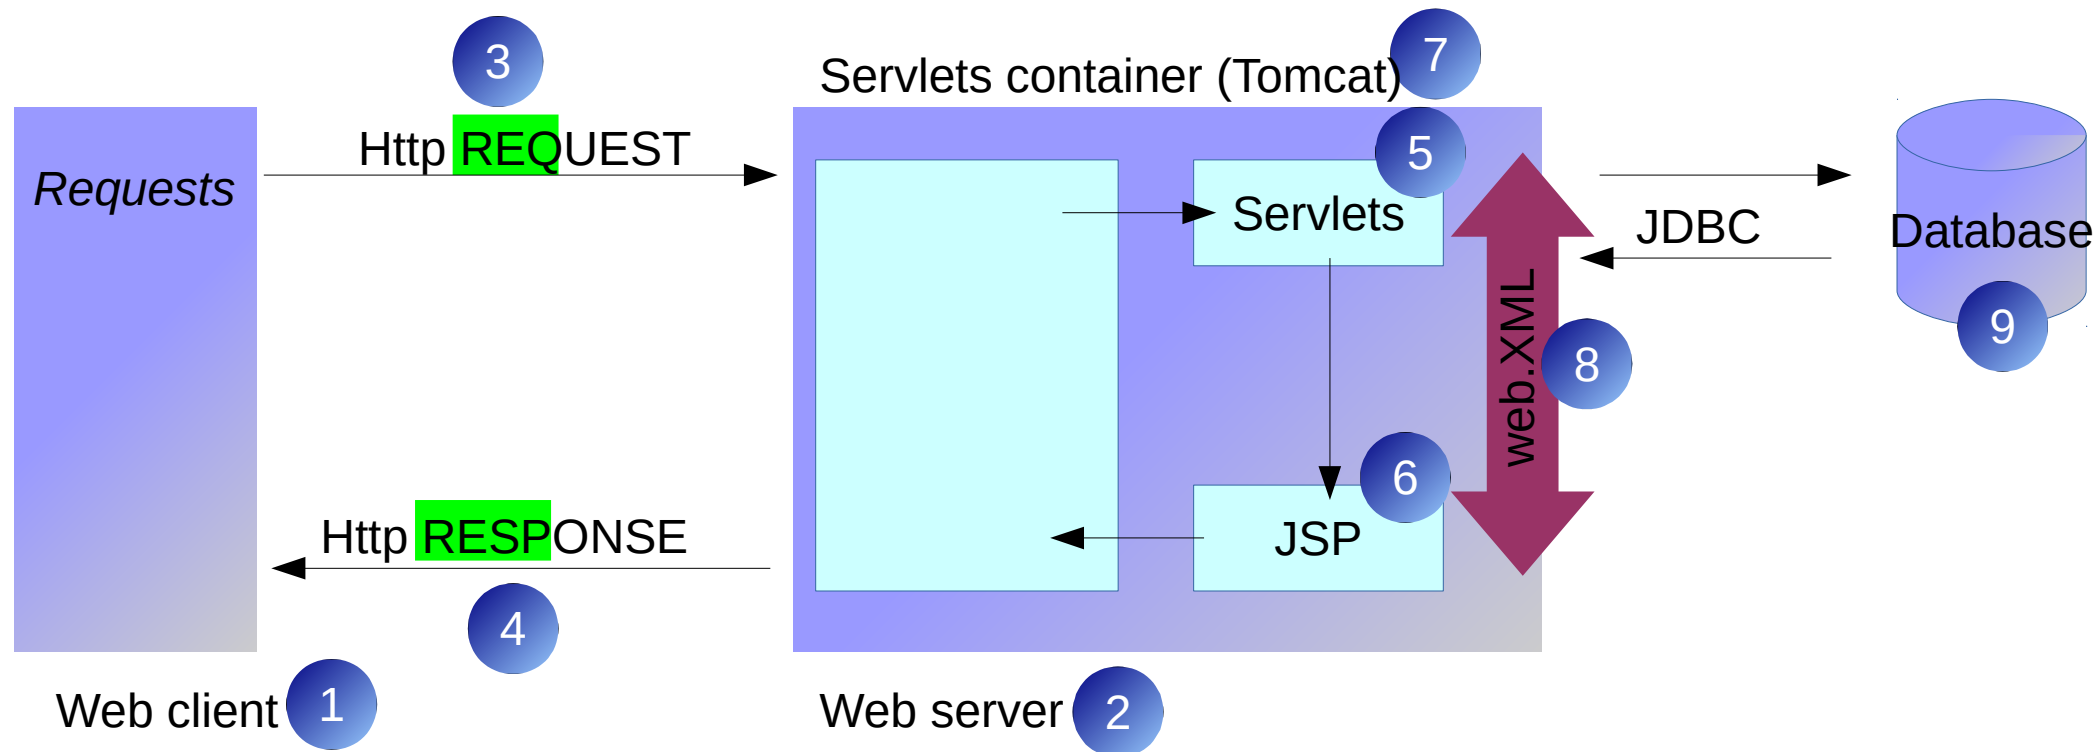 3
7
Servlets container (Tomcat)
Http REQUEST
5
Requests
Servlets
JDBC
Database
web.XML
9
8
6
Http RESPONSE
JSP
4
Web client 1
Web server 2